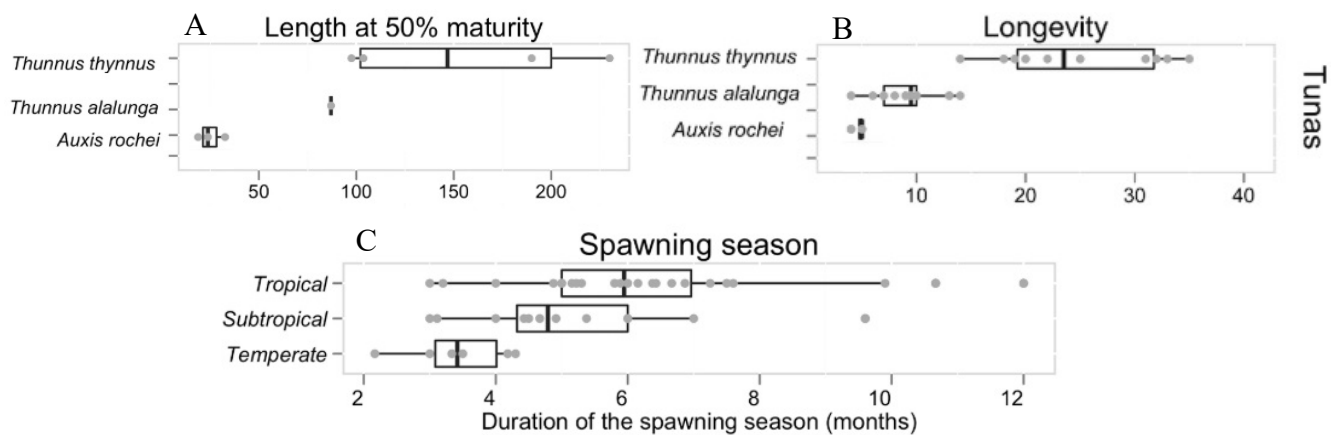 A
Length at 50% maturity
Thunnus thynnus
Thunnus alalunga
Auxis rochei
50 100 150 200
B
Longevity
Thunnus thynnus
Thunnus alalunga
Auxis rochei
10 20 30 40
Tunas
C
Spawning season
Tropical
Subtropical
Temperate
2 4 6 8 10 12
Duration of the spawning season (months)